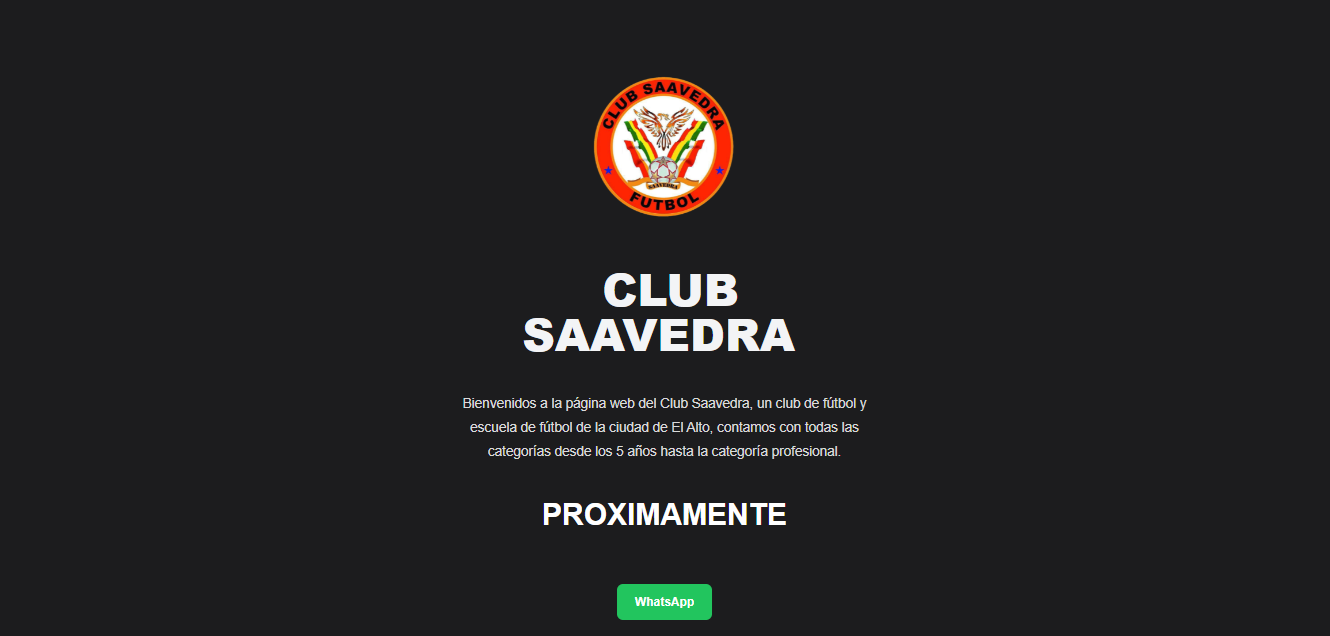 CLUB SAAVEDRA
SAAVEDRA
FUTBOL
CLUB
SAAVEDRA
Bienvenidos a la página web del Club Saavedra, un club de fútbol y
escuela de fútbol de la ciudad de El Alto, contamos con todas las
categorías desde los 5 años hasta la categoría profesional.
PROXIMAMENTE
WhatsApp